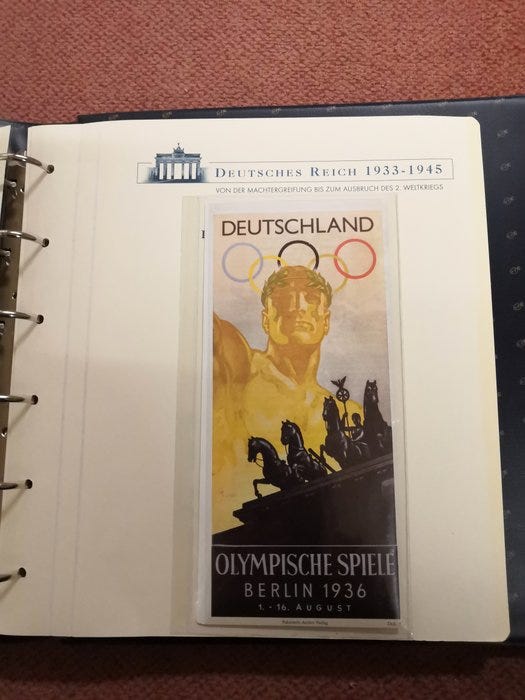 DEUTSCHES REICH 1933-1945
VON DER MACHTERGREIFUNG BIS ZUM AUSBRUCH DES 2. WELTKRIEGS
DEUTSCHLAND
OLYMPISCHE SPIELE
BERLIN 1936
1. - 16. AUGUST